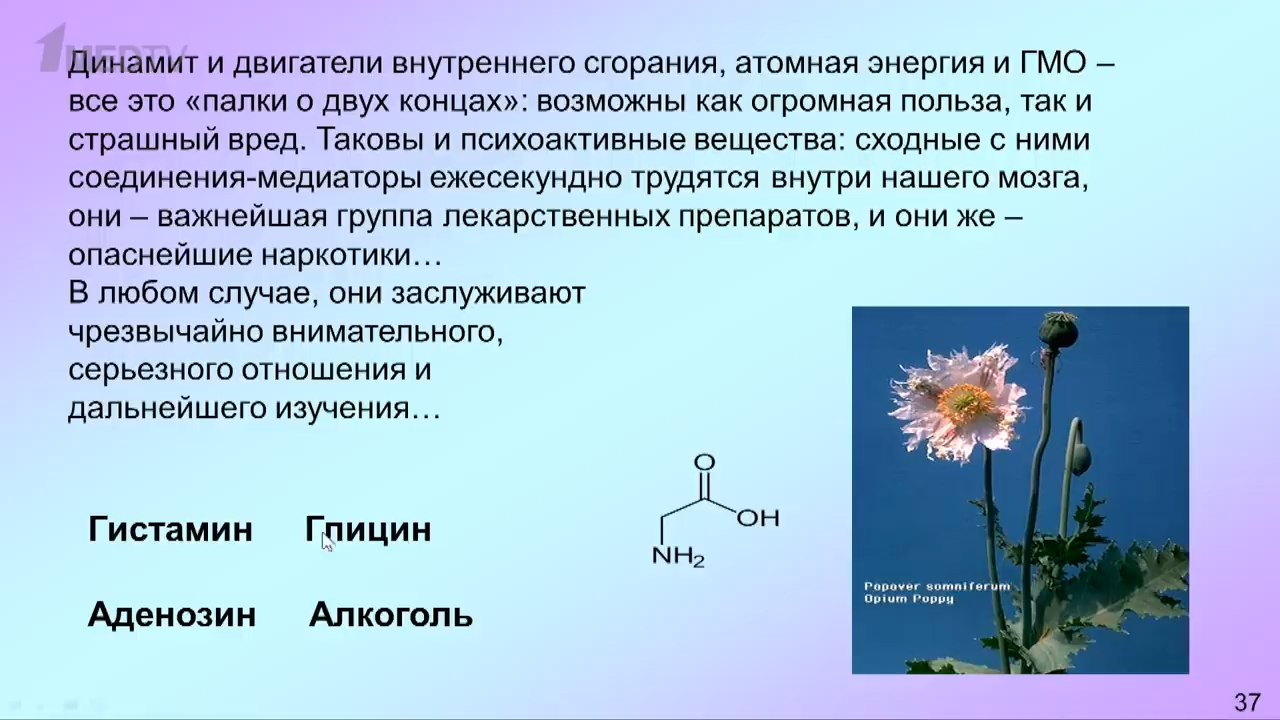 1MEDTV
Динамит и двигатели внутреннего сгорания, атомная энергия и ГМО –
все это «палки о двух концах»: возможны как огромная польза, так и
страшный вред. Таковы и психоактивные вещества: сходные с ними
соединения-медиаторы ежесекундно трудятся внутри нашего мозга,
они – важнейшая группа лекарственных препаратов, и они же –
опаснейшие наркотики…
В любом случае, они заслуживают
чрезвычайно внимательного,
серьезного отношения и
дальнейшего изучения…
O
OH
NH2
Гистамин Глицин
Аденозин Алкоголь
Papaver somniferum
Opium Poppy
37